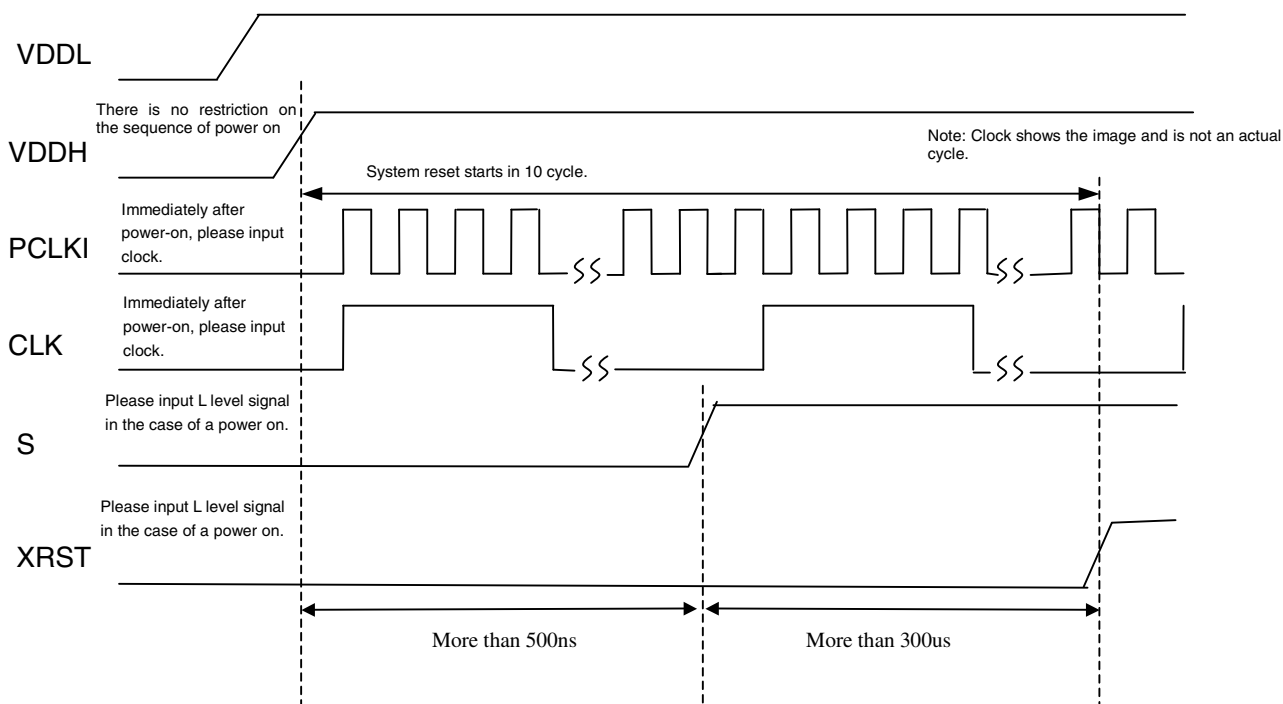 VDDL
There is no restriction on
the sequence of power on
VDDH
Note: Clock shows the image and is not an actual
cycle.
System reset starts in 10 cycle.
Immediately after
power-on, please input
clock.
PCLKI
Immediately after
power-on, please input
clock.
CLK
Please input L level signal
in the case of a power on.
S
Please input L level signal
in the case of a power on.
XRST
More than 500ns
More than 300us